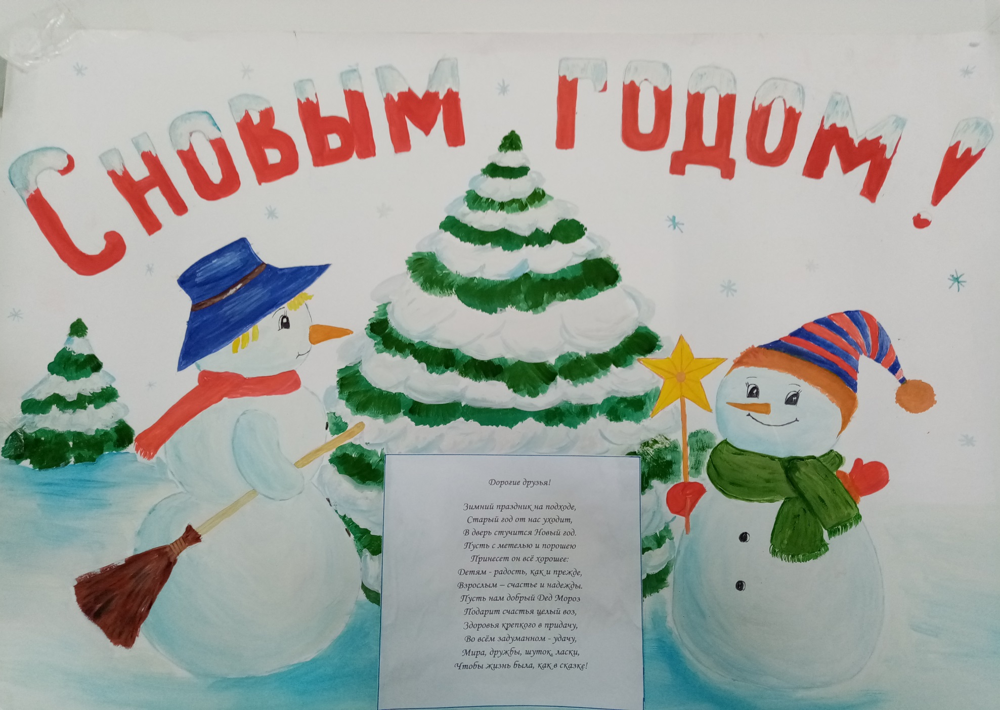 С НОВЫМ ГОДОМ!
Дорогие друзья!
Зимний праздник на подходе,
Старый год от нас уходит,
В дверь стучится Новый год.
Пусть с метелью и порошею
Принесет он всё хорошее:
Детям - радость, как и прежде,
Взрослым – счастье и надежды.
Пусть нам добрый Дед Мороз
Подарит счастья целый воз,
Здоровья крепкого в придачу,
Во всём задуманном - удачу,
Мира, дружбы, шуток, ласки,
Чтобы жизнь была, как в сказке!